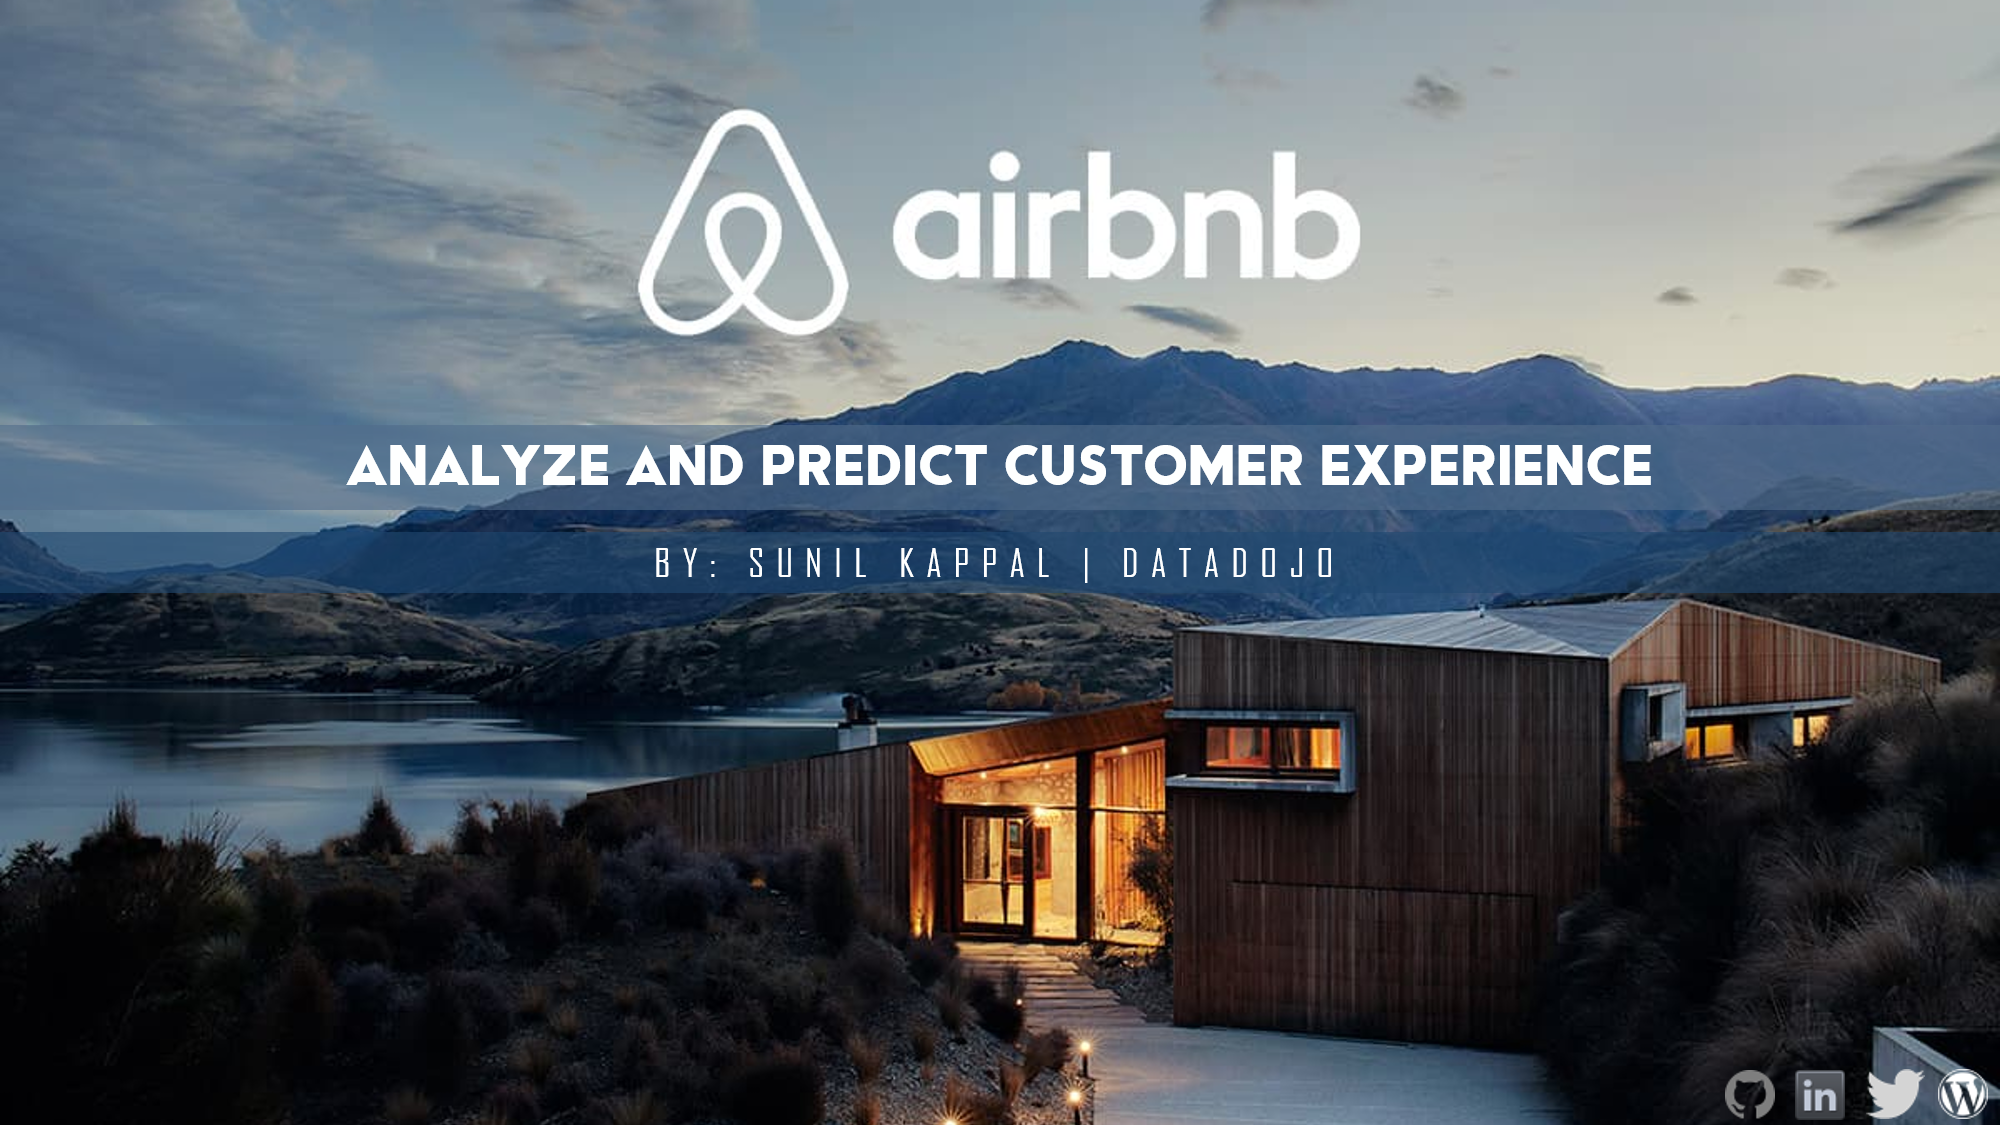 airbnb
ANALYZE AND PREDICT CUSTOMER EXPERIENCE
BY: SUNIL KAPPAL | DATADOJO
in
W